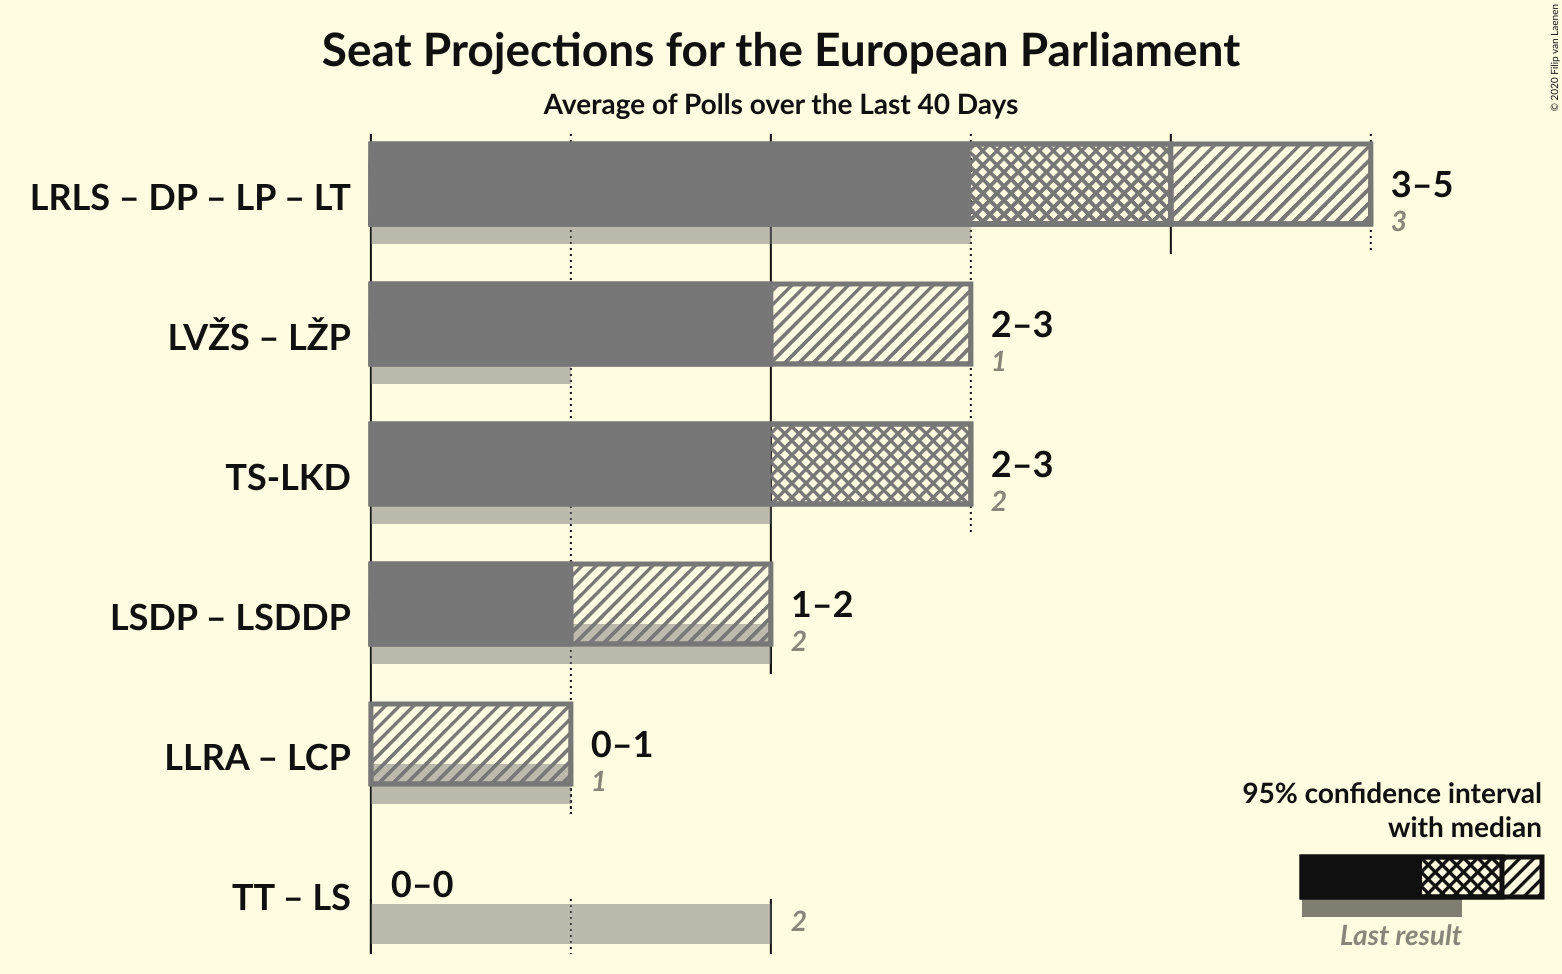 Seat Projections for the European Parliament
Average of Polls over the Last 40 Days
© 2020 Filip van Laenen
LRLS – DP – LP – LT
3–5
3
LVŽS – LŽP
2–3
1
TS-LKD
2–3
2
LSDP – LSDDP
1–2
2
LLRA – LCP
0–1
1
TT – LS
0–0
2
95% confidence interval
with median
Last result